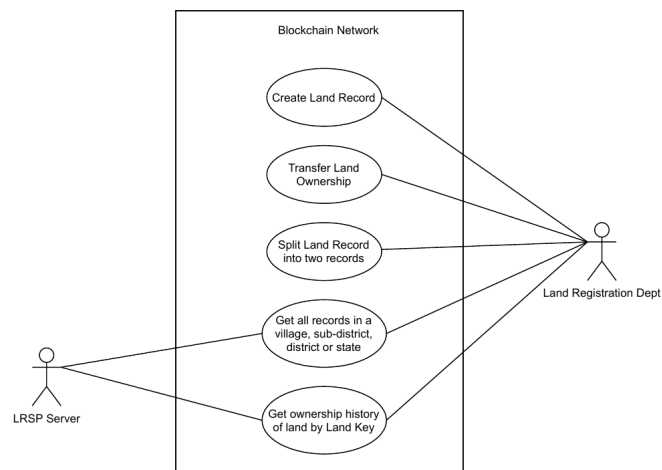 Blockchain Network
Create Land Record
Transfer Land
Ownership
Split Land Record
into two records
Land Registration Dept
Get all records in a
village, sub-district,
district or state
LRSP Server
Get ownership history
of land by Land Key